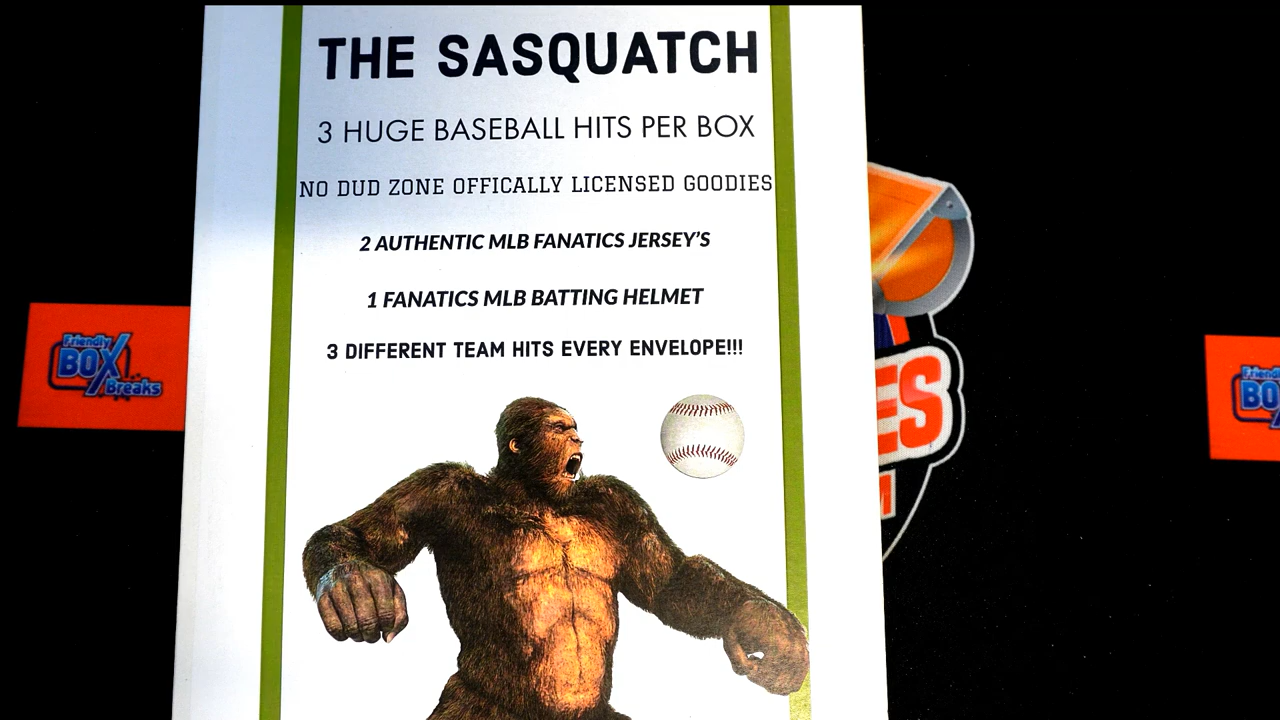 THE SASQUATCH
3 HUGE BASEBALL HITS PER BOX
NO DUD ZONE OFFICALLY LICENSED GOODIES
2 AUTHENTIC MLB FANATICS JERSEY'S
1 FANATICS MLB BATTING HELMET
3 DIFFERENT TEAM HITS EVERY ENVELOPE!!!
Friendly
BOX
Breaks